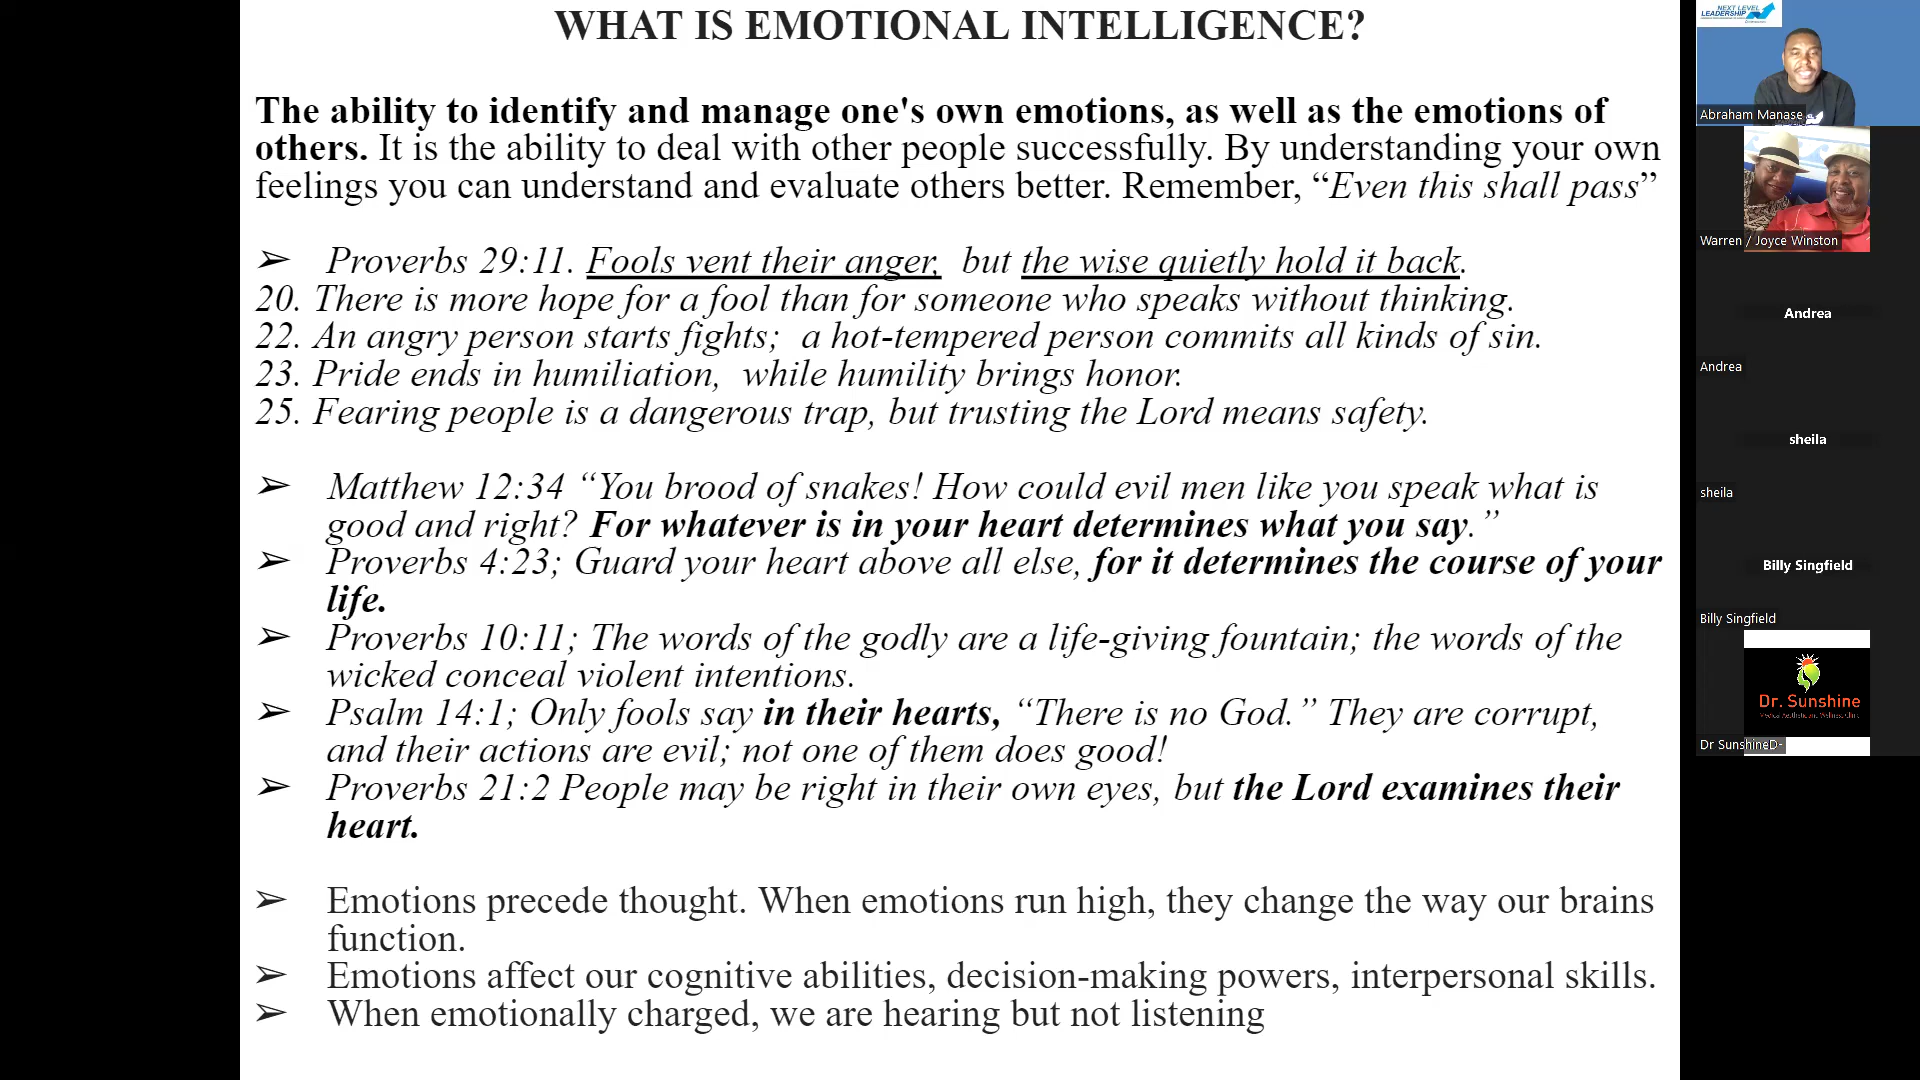 WHAT IS EMOTIONAL INTELLIGENCE?
The ability to identify and manage one's own emotions, as well as the emotions of
others. It is the ability to deal with other people successfully. By understanding your own
feelings you can understand and evaluate others better. Remember, “Even this shall pass”
➢ Proverbs 29:11. Fools vent their anger, but the wise quietly hold it back.
20. There is more hope for a fool than for someone who speaks without thinking.
22. An angry person starts fights; a hot-tempered person commits all kinds of sin.
23. Pride ends in humiliation, while humility brings honor.
25. Fearing people is a dangerous trap, but trusting the Lord means safety.
➢ Matthew 12:34 “You brood of snakes! How could evil men like you speak what is
good and right? For whatever is in your heart determines what you say.”
➢ Proverbs 4:23; Guard your heart above all else, for it determines the course of your
life.
➢ Proverbs 10:11; The words of the godly are a life-giving fountain; the words of the
wicked conceal violent intentions.
➢ Psalm 14:1; Only fools say in their hearts, “There is no God.” They are corrupt,
and their actions are evil; not one of them does good!
➢ Proverbs 21:2 People may be right in their own eyes, but the Lord examines their
heart.
➢ Emotions precede thought. When emotions run high, they change the way our brains
function.
➢ Emotions affect our cognitive abilities, decision-making powers, interpersonal skills.
➢ When emotionally charged, we are hearing but not listening
NEXT LEVEL
LEADERSHIP
Abraham Manase
Warren / Joyce Winston
Andrea
Andrea
sheila
sheila
Billy Singfield
Billy Singfield
Dr. Sunshine
Medical Aesthetic and Wellness Clinic
Dr SunshineD-